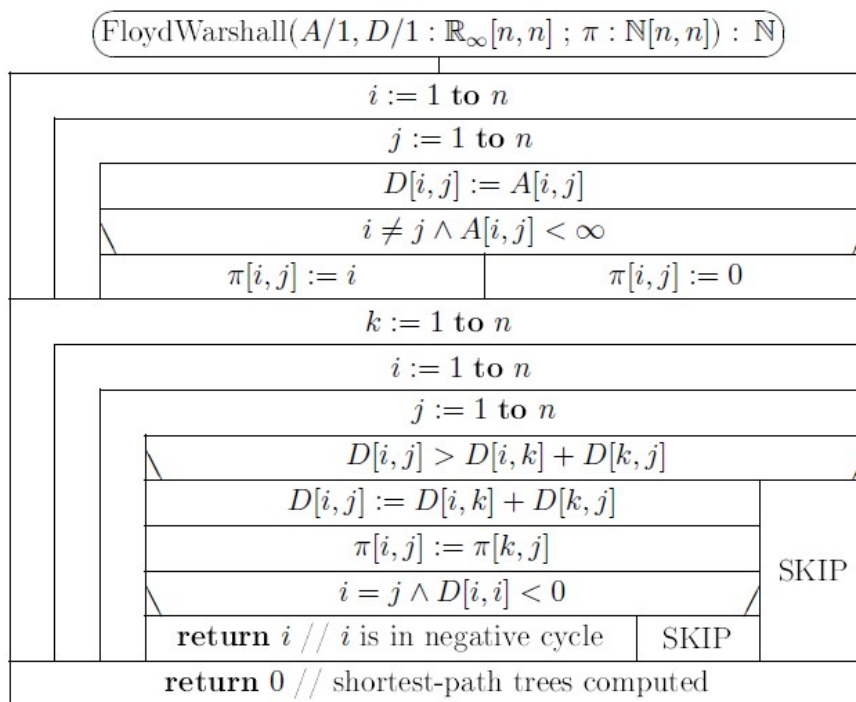 FloydWarshall(A/1, D/1 : ℝ∞[n, n] ; π : ℕ[n, n]) : ℕ
i := 1 to n
j := 1 to n
D[i, j] := A[i, j]
i ≠ j ∧ A[i, j] < ∞
π[i, j] := i π[i, j] := 0
k := 1 to n
i := 1 to n
j := 1 to n
D[i, j] > D[i, k] + D[k, j]
D[i, j] := D[i, k] + D[k, j]
π[i, j] := π[k, j]
SKIP
i = j ∧ D[i, i] < 0
return i // i is in negative cycle SKIP
return 0 // shortest-path trees computed